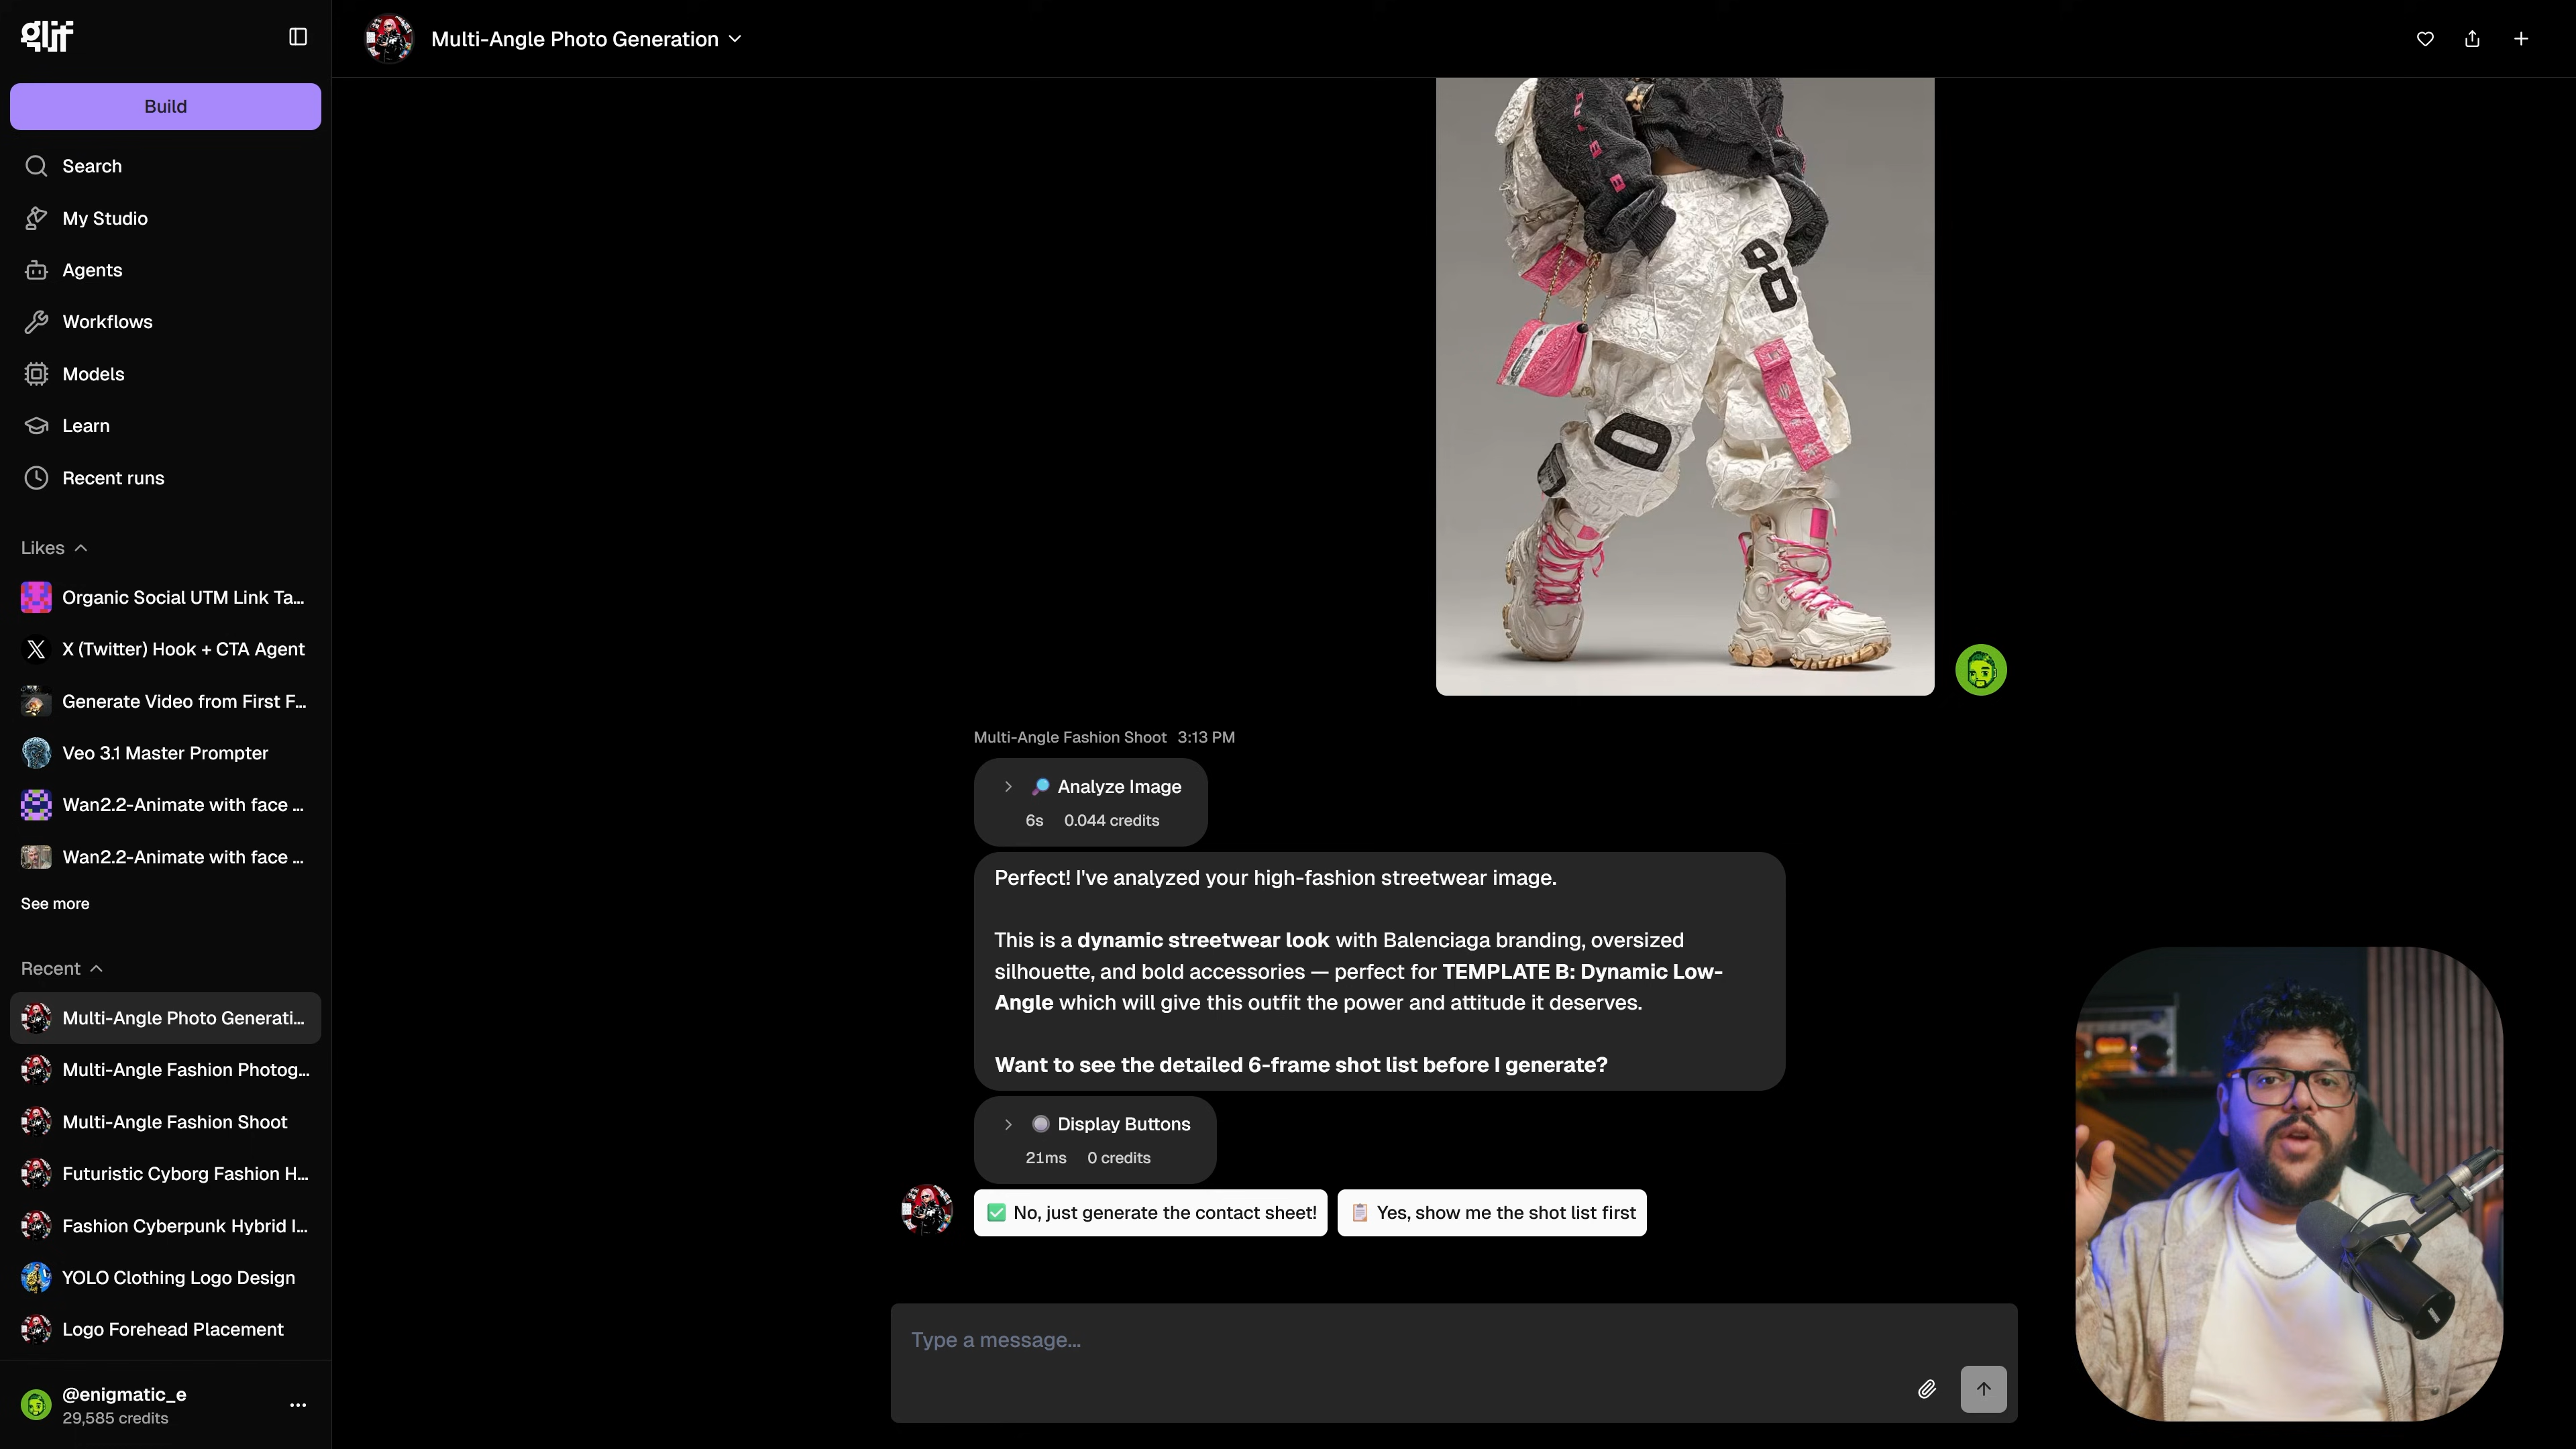 glif
Build
Search
My Studio
Agents
Workflows
Models
Learn
Recent runs
Likes
Organic Social UTM Link Ta...
X (Twitter) Hook + CTA Agent
Generate Video from First F...
Veo 3.1 Master Prompter
Wan2.2-Animate with face ...
Wan2.2-Animate with face ...
See more
Recent
Multi-Angle Photo Generati...
Multi-Angle Fashion Photog...
Multi-Angle Fashion Shoot
Futuristic Cyborg Fashion H...
Fashion Cyberpunk Hybrid I...
YOLO Clothing Logo Design
Logo Forehead Placement
@enigmatic_e
29,585 credits
Multi-Angle Photo Generation
Multi-Angle Fashion Shoot 3:13 PM
Analyze Image
6s 0.044 credits
Perfect! I've analyzed your high-fashion streetwear image.
This is a dynamic streetwear look with Balenciaga branding, oversized
silhouette, and bold accessories — perfect for TEMPLATE B: Dynamic Low-
Angle which will give this outfit the power and attitude it deserves.
Want to see the detailed 6-frame shot list before I generate?
Display Buttons
21ms 0 credits
No, just generate the contact sheet!
Yes, show me the shot list first
Type a message...